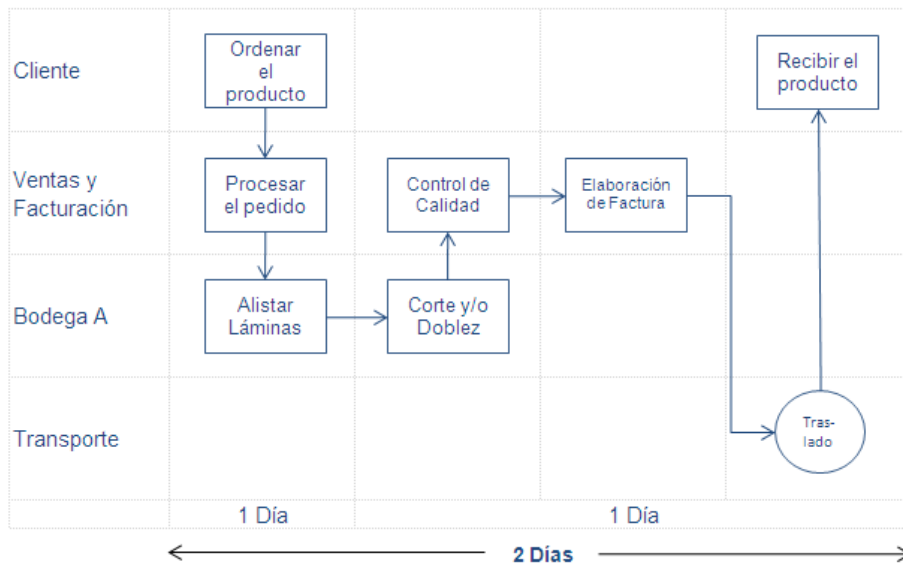 Cliente
Ordenar
el
producto
Recibir el
producto
Ventas y
Facturación
Procesar
el pedido
Control de
Calidad
Elaboración
de Factura
Bodega A
Alistar
Láminas
Corte y/o
Doblez
Transporte
Tras-
lado
1 Día
1 Día
2 Días